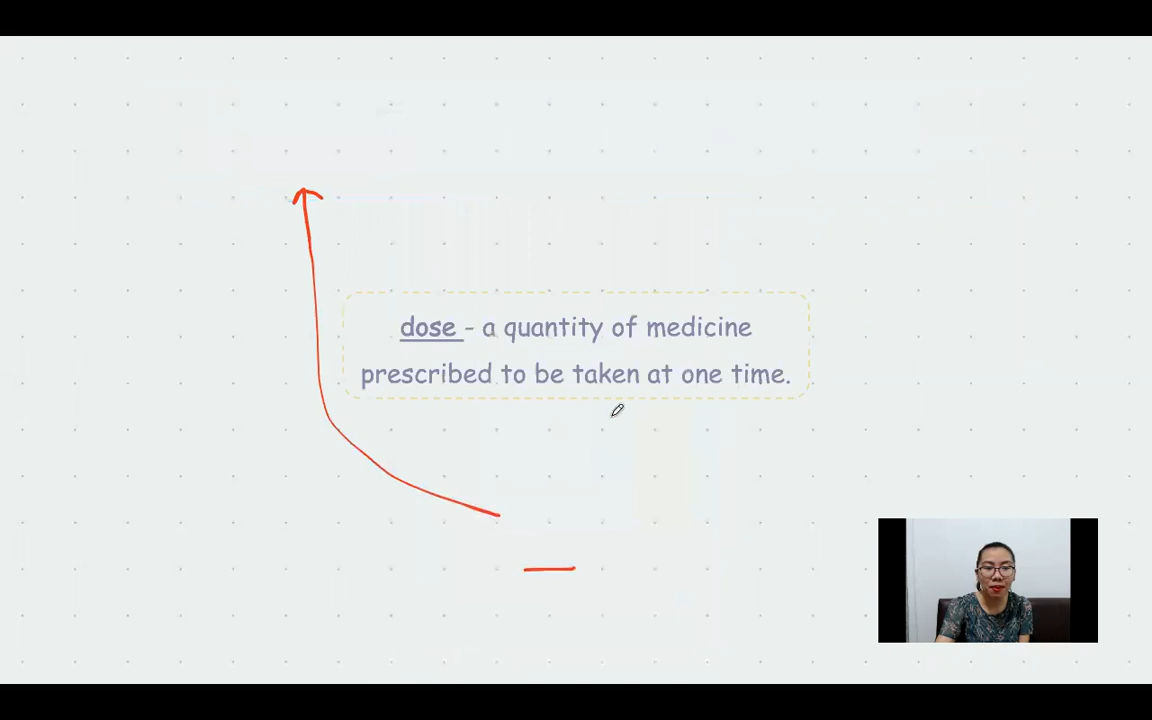 dose - a quantity of medicine
prescribed to be taken at one time.